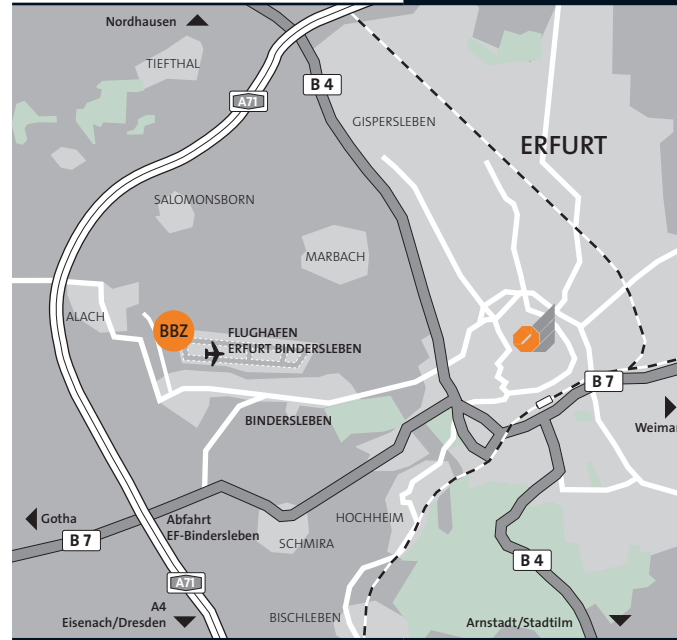 Nordhausen
TIEFTHAL
A71
B 4
GISPERSLEBEN
ERFURT
SALOMONSBORN
MARBACH
ALACH
BBZ
FLUGHAFEN
ERFURT BINDERSLEBEN
B 7
BINDERSLEBEN
Weimar
Gotha
B 7
Abfahrt
EF-Bindersleben
HOCHHEIM
SCHMIRA
B 4
A71
A4
Eisenach/Dresden
BISCHLEBEN
Arnstadt/Stadtilm